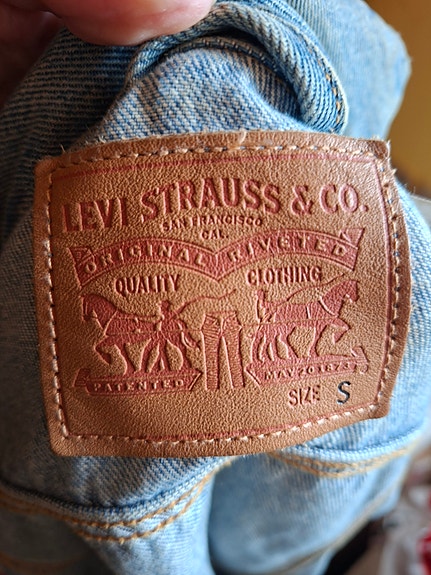 LEVI STRAUSS & CO.
SAN FRANCISCO
CAL.
ORIGINAL RIVETED
QUALITY CLOTHING
PATENTED MAY 20 1873
SIZE S